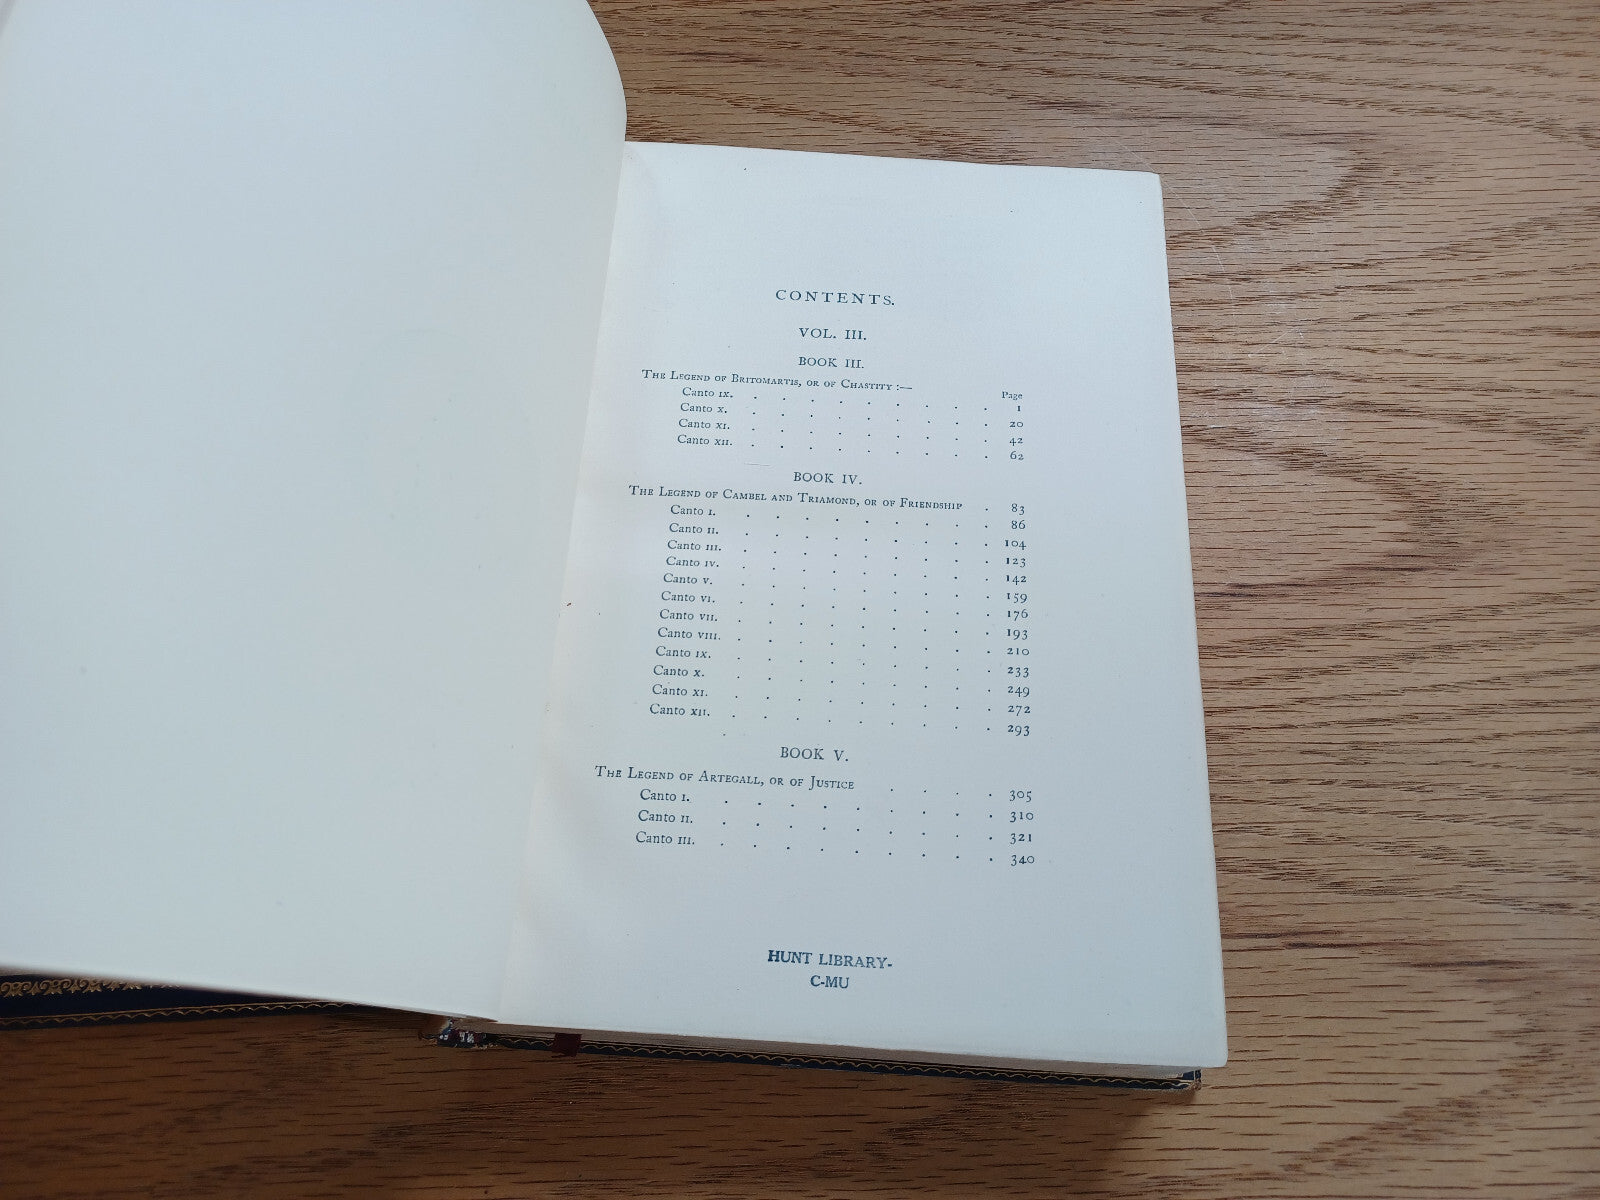 CONTENTS.
VOL. III.
BOOK III.
The Legend of Britomartis, or of Chastity :—
Page
Canto ix. . . . . . . . . . 1
Canto x. . . . . . . . . . 20
Canto xi. . . . . . . . . . 42
Canto xii. . . . . . . . . . 62
BOOK IV.
The Legend of Cambel and Triamond, or of Friendship . 83
Canto i. . . . . . . . . . 86
Canto ii. . . . . . . . . . 104
Canto iii. . . . . . . . . . 123
Canto iv. . . . . . . . . . 142
Canto v. . . . . . . . . . 159
Canto vi. . . . . . . . . . 176
Canto vii. . . . . . . . . . 193
Canto viii. . . . . . . . . . 210
Canto ix. . . . . . . . . . 233
Canto x. . . . . . . . . . 249
Canto xi. . . . . . . . . . 272
Canto xii. . . . . . . . . . 293
BOOK V.
The Legend of Artegall, or of Justice . . . . 305
Canto i. . . . . . . . . . 310
Canto ii. . . . . . . . . . 321
Canto iii. . . . . . . . . . 340
HUNT LIBRARY-
C-MU